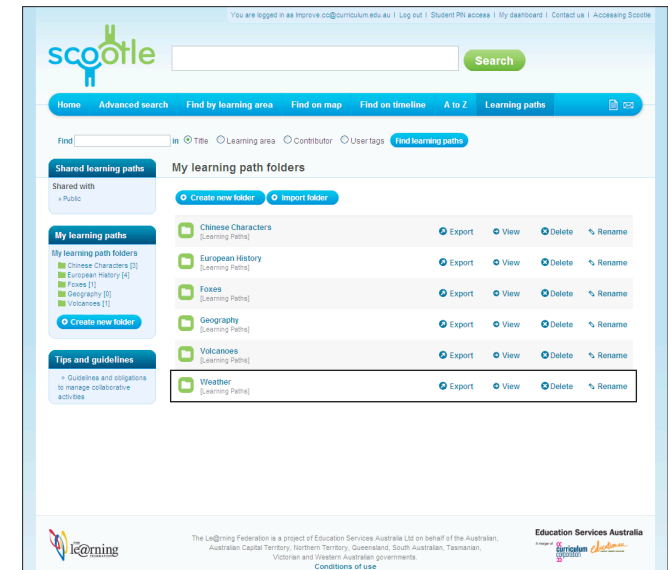 You are logged in as improve.cc@curriculum.edu.au | Log out | Student PIN access | My dashboard | Contact us | Accessing Scootle
scootle
Search
Home Advanced search Find by learning area Find on map Find on timeline A to Z Learning paths
Find in Title Learning area Contributor User tags Find learning paths
Shared learning paths
Shared with
» Public
My learning paths
My learning path folders
Chinese Characters [3]
European History [4]
Foxes [1]
Geography [0]
Volcanoes [1]
Create new folder
Tips and guidelines
» Guidelines and obligations
to manage collaborative
activities
My learning path folders
Create new folder Import folder
Chinese Characters
[Learning Paths]
Export View Delete Rename
European History
[Learning Paths]
Export View Delete Rename
Foxes
[Learning Paths]
Export View Delete Rename
Geography
[Learning Paths]
Export View Delete Rename
Volcanoes
[Learning Paths]
Export View Delete Rename
Weather
[Learning Paths]
Export View Delete Rename
THE
le@rning
FEDERATION
The Le@rning Federation is a project of Education Services Australia Ltd on behalf of the Australian,
Australian Capital Territory, Northern Territory, Queensland, South Australian, Tasmanian,
Victorian and Western Australian governments.
Conditions of use
Education Services Australia
A merger of
curriculum
corporation